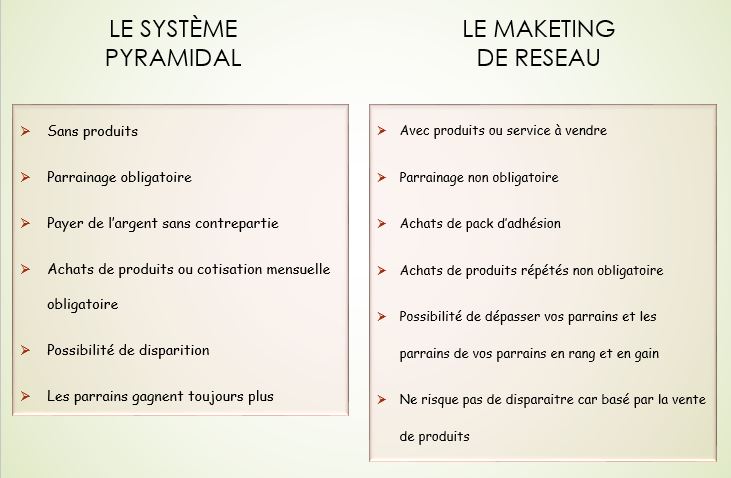 LE SYSTÈME
PYRAMIDAL
Sans produits
Parrainage obligatoire
Payer de l'argent sans contrepartie
Achats de produits ou cotisation mensuelle
obligatoire
Possibilité de disparition
Les parrains gagnent toujours plus
LE MAKETING
DE RESEAU
Avec produits ou service à vendre
Parrainage non obligatoire
Achats de pack d'adhésion
Achats de produits répétés non obligatoire
Possibilité de dépasser vos parrains et les
parrains de vos parrains en rang et en gain
Ne risque pas de disparaitre car basé par la vente
de produits